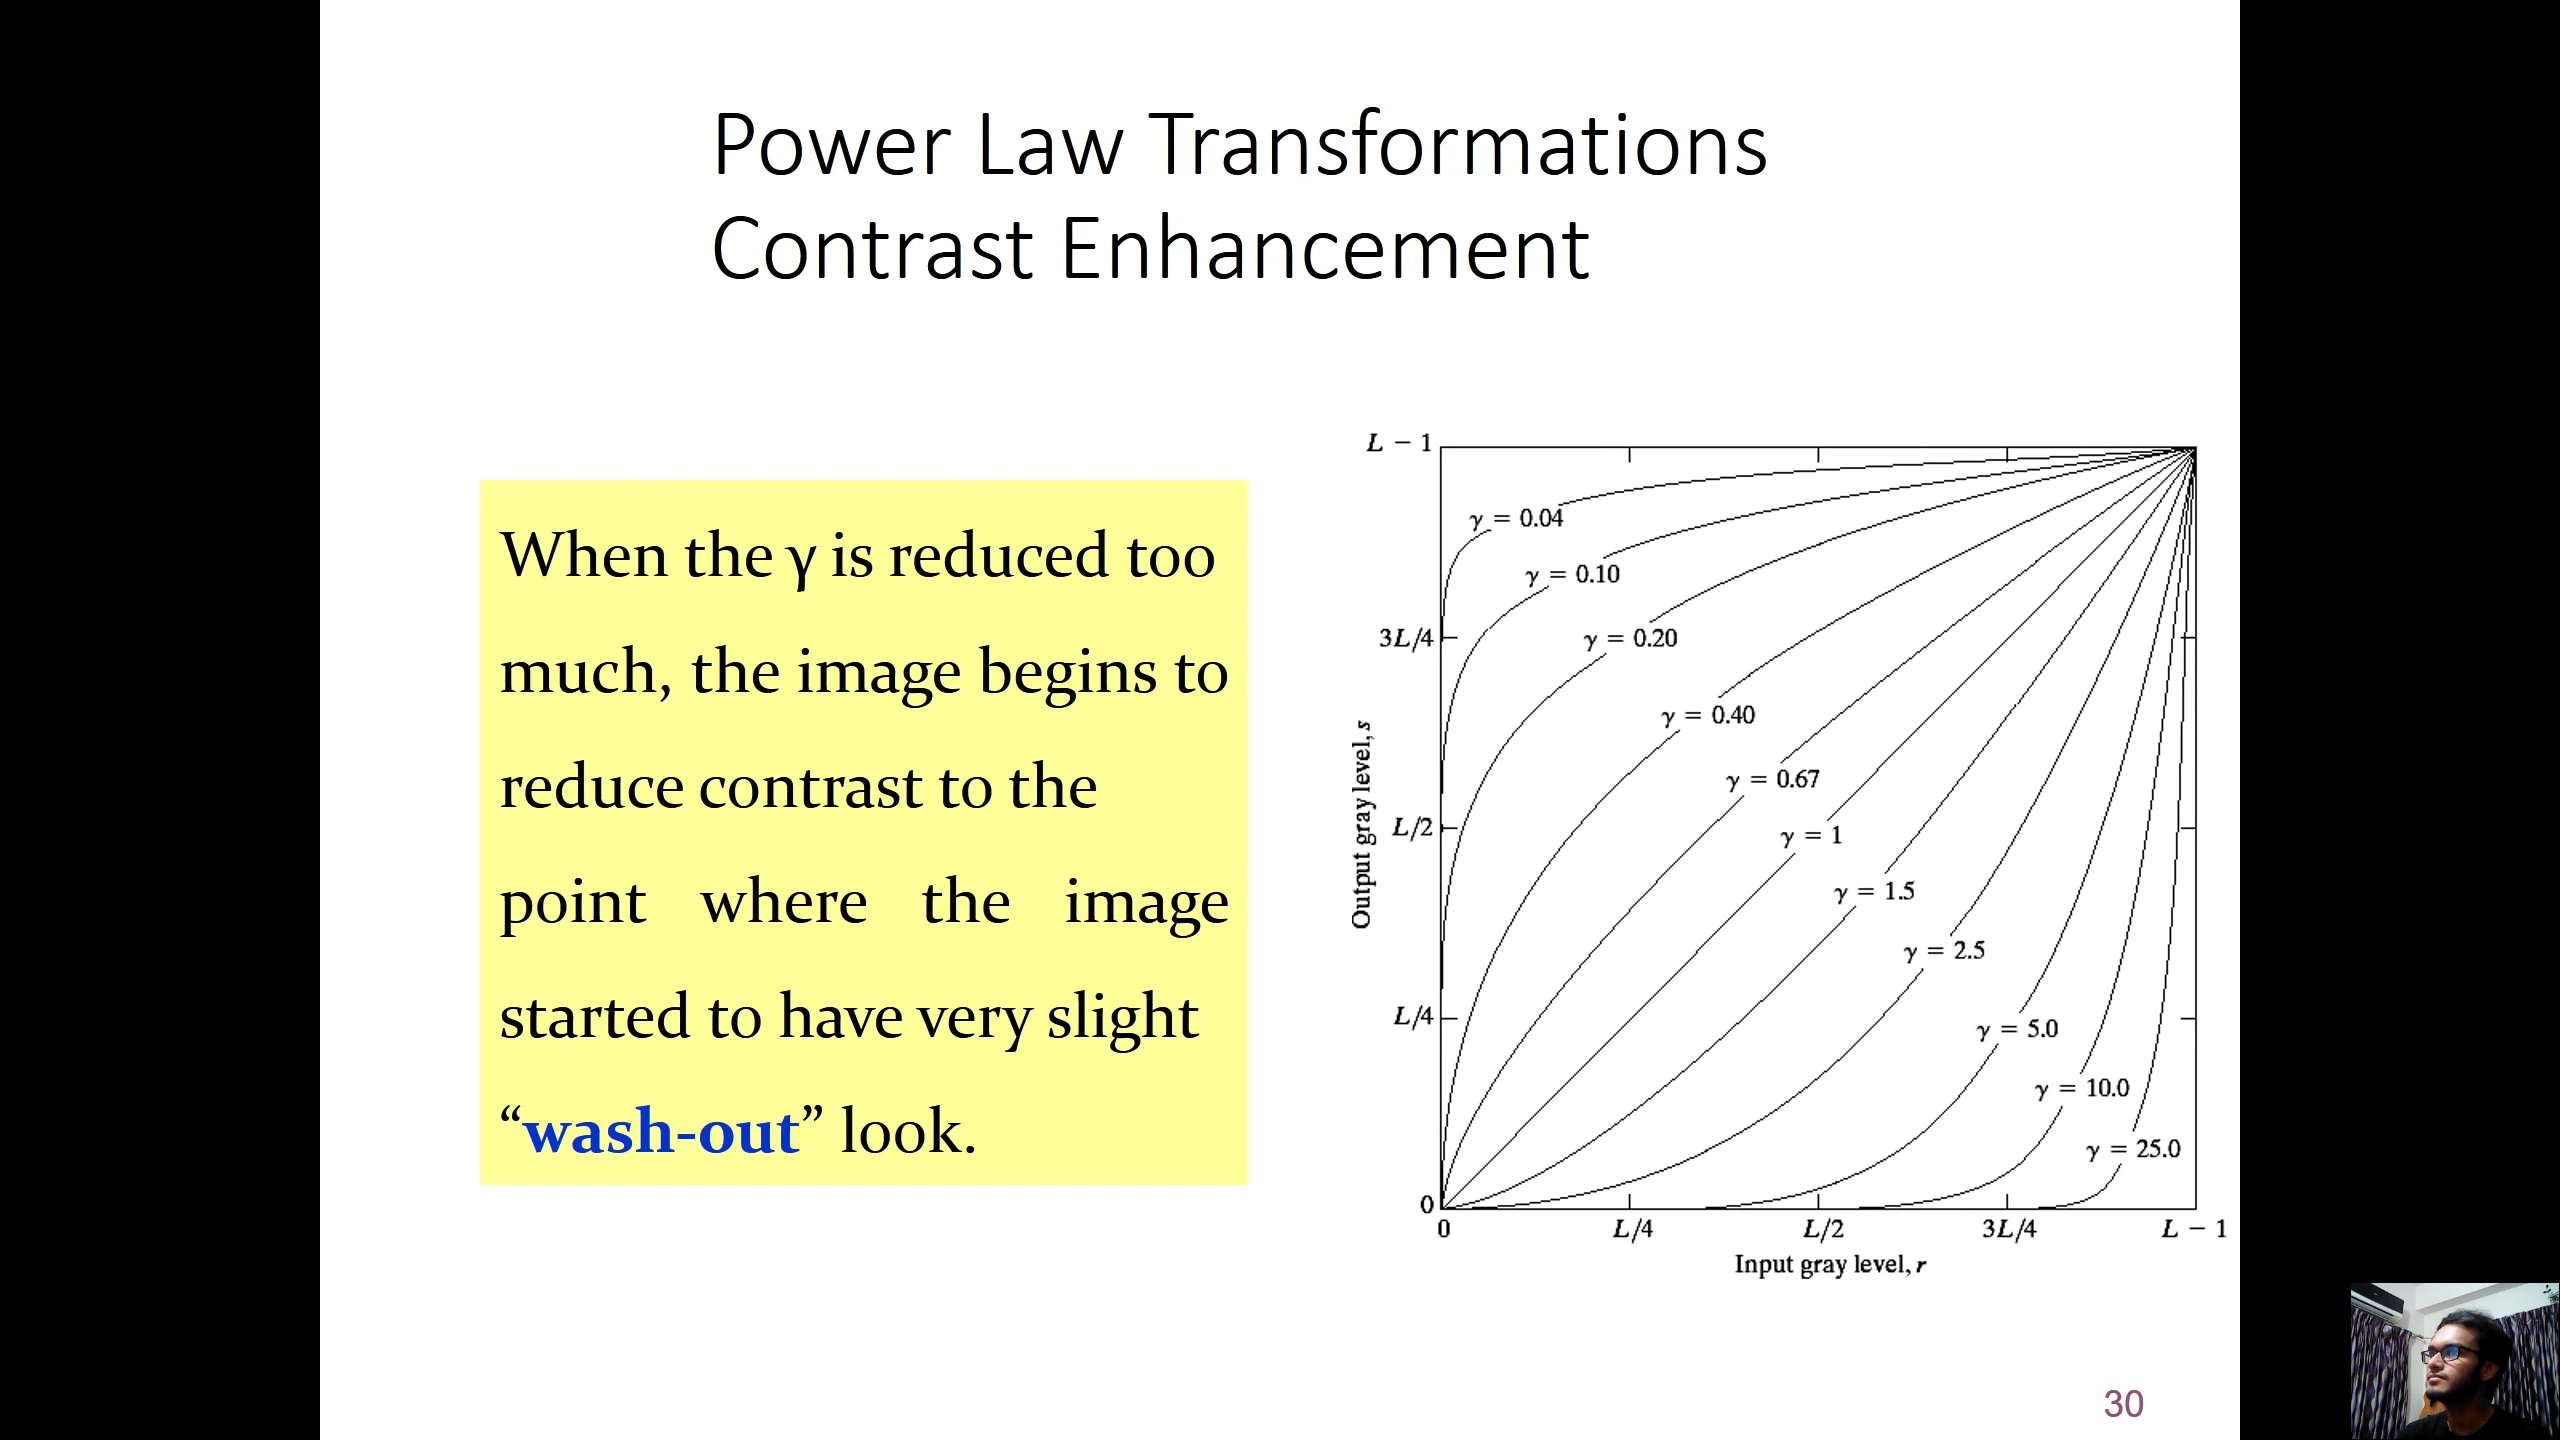 Power Law Transformations
Contrast Enhancement
When the γ is reduced too
much, the image begins to
reduce contrast to the
point where the image
started to have very slight
“wash-out” look.
L − 1
3L/4
L/2
L/4
0
Output gray level, s
γ = 0.04
γ = 0.10
γ = 0.20
γ = 0.40
γ = 0.67
γ = 1
γ = 1.5
γ = 2.5
γ = 5.0
γ = 10.0
γ = 25.0
0 L/4 L/2 3L/4 L − 1
Input gray level, r
30